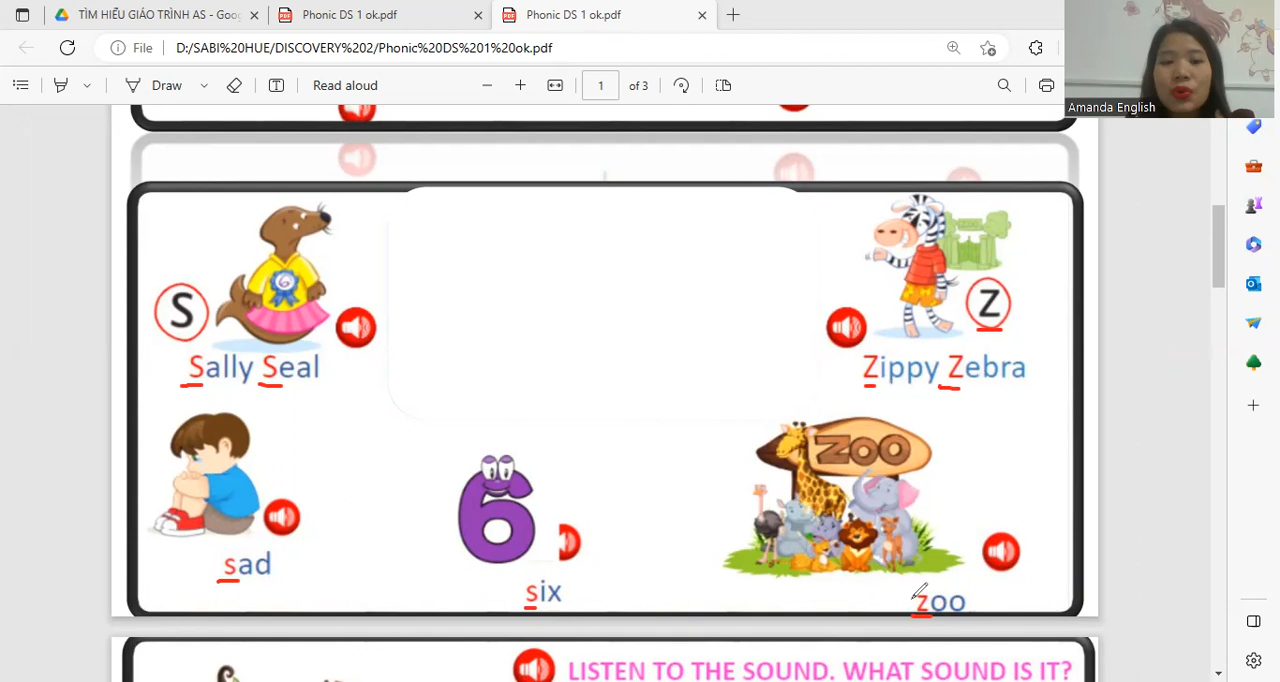 TÌM HIỂU GIÁO TRÌNH AS - Goo
Phonic DS 1 ok.pdf
Phonic DS 1 ok.pdf
File
D:/SABI%20HUE/DISCOVERY%202/Phonic%20DS%201%20ok.pdf
Draw
Read aloud
1
of 3
Amanda English
S
6
Z
Sally Seal
Zippy Zebra
ZOO
6
sad
six
zoo
LISTEN TO THE SOUND. WHAT SOUND IS IT?